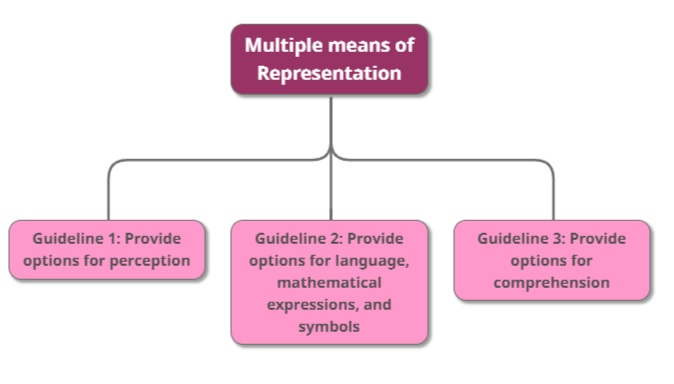 Multiple means of
Representation
Guideline 1: Provide
options for perception
Guideline 2: Provide
options for language,
mathematical
expressions, and
symbols
Guideline 3: Provide
options for
comprehension